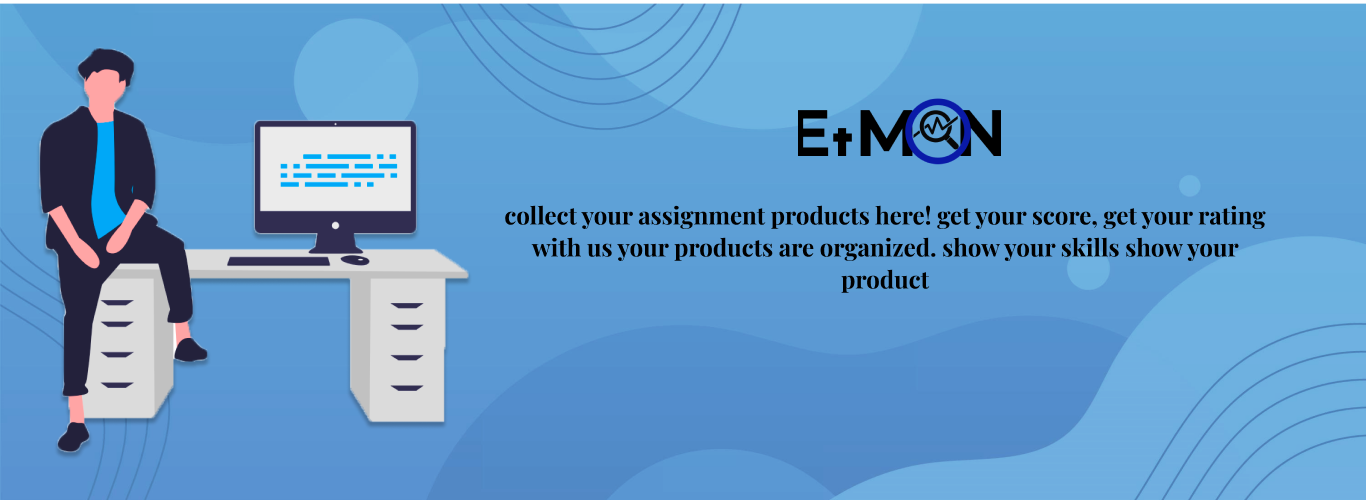 EtMON
collect your assignment products here! get your score, get your rating
with us your products are organized. show your skills show your
product